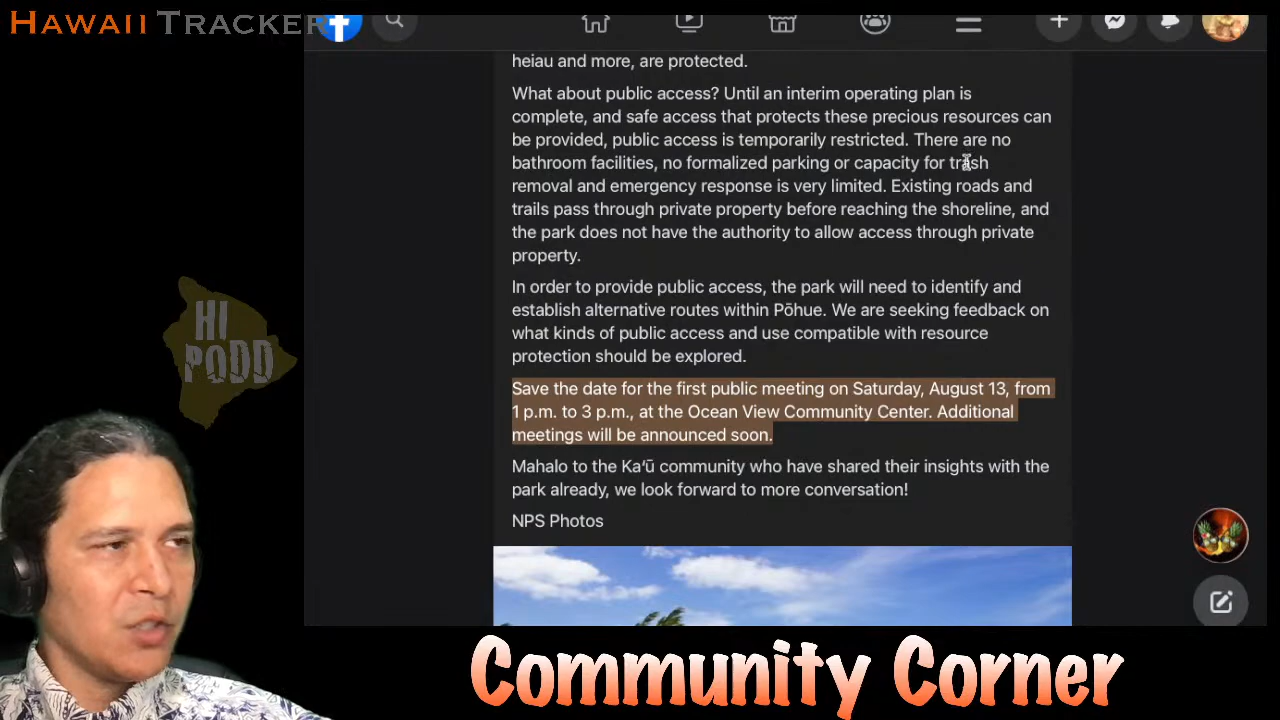 HAWAII TRACKER
heiau and more, are protected.
What about public access? Until an interim operating plan is
complete, and safe access that protects these precious resources can
be provided, public access is temporarily restricted. There are no
bathroom facilities, no formalized parking or capacity for trash
removal and emergency response is very limited. Existing roads and
trails pass through private property before reaching the shoreline, and
the park does not have the authority to allow access through private
property.
In order to provide public access, the park will need to identify and
establish alternative routes within Pōhue. We are seeking feedback on
what kinds of public access and use compatible with resource
protection should be explored.
Save the date for the first public meeting on Saturday, August 13, from
1 p.m. to 3 p.m., at the Ocean View Community Center. Additional
meetings will be announced soon.
Mahalo to the Kaʻū community who have shared their insights with the
park already, we look forward to more conversation!
NPS Photos
HI
PODD
Community Corner